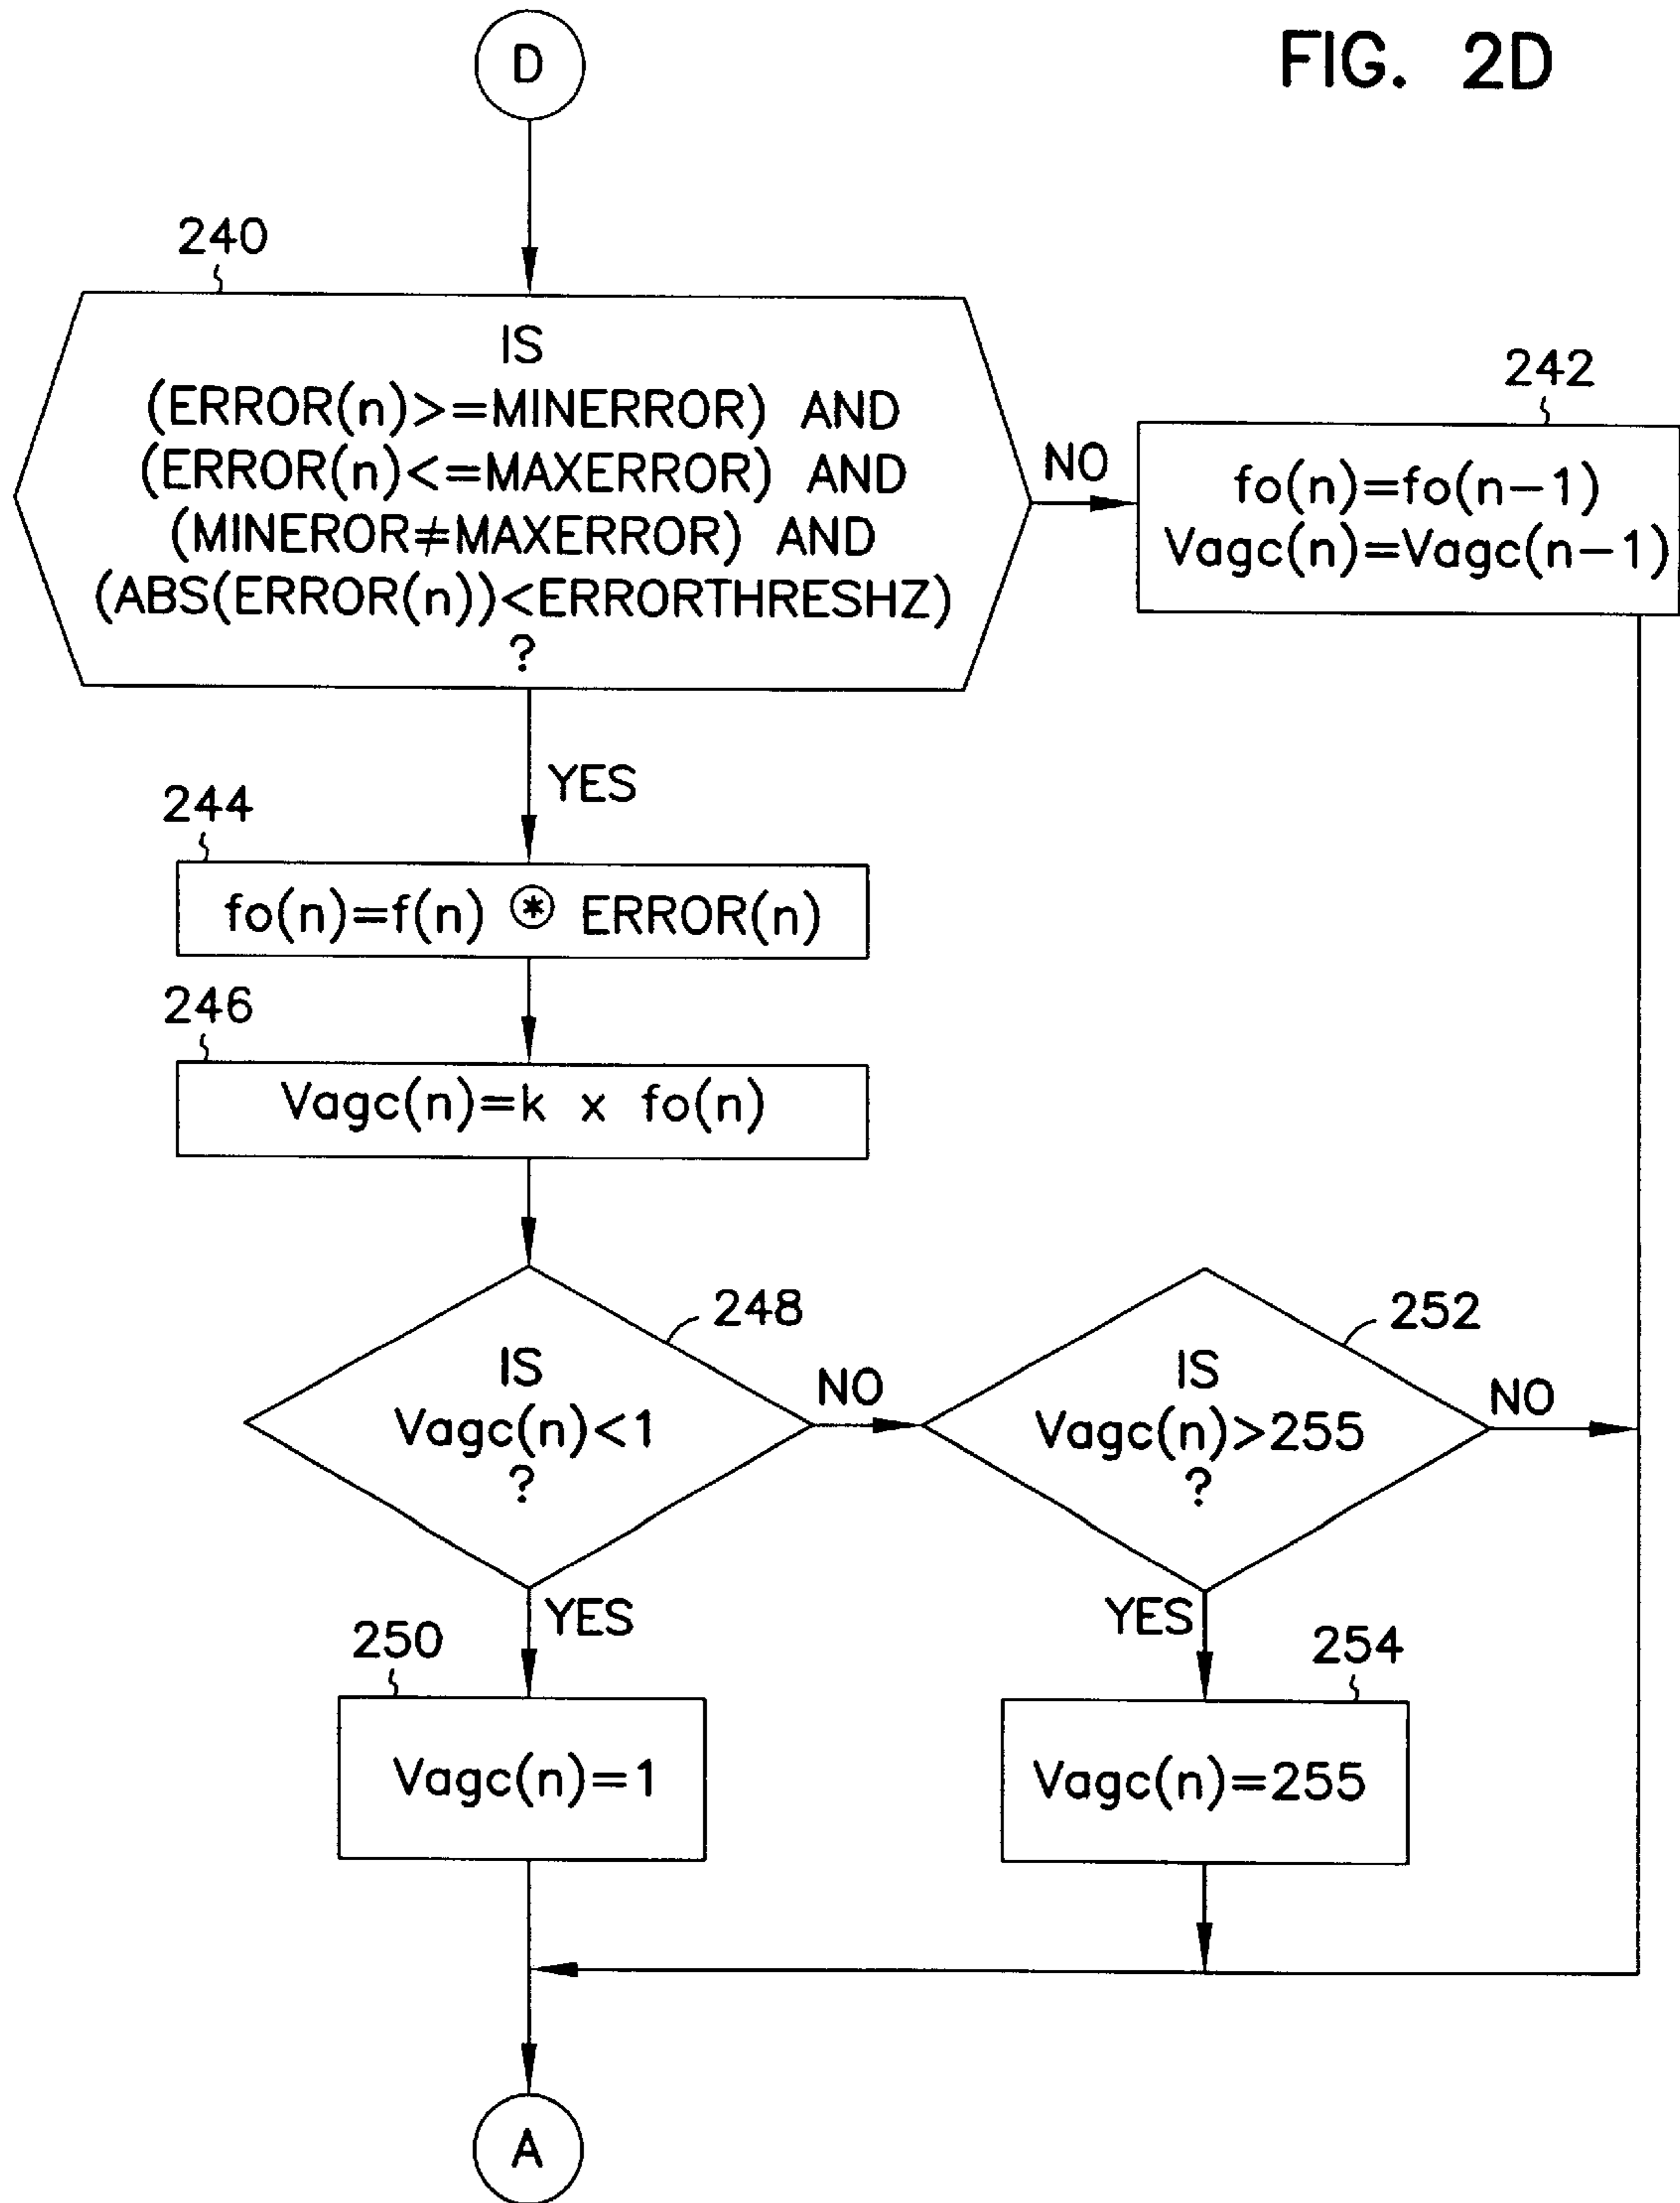 FIG. 2D
D
240
IS
(ERROR(n)>=MINERROR) AND
(ERROR(n)<=MAXERROR) AND
(MINEROR≠MAXERROR) AND
(ABS(ERROR(n))<ERRORTHRESHZ)
?
NO
242
fo(n)=fo(n-1)
Vagc(n)=Vagc(n-1)
YES
244
fo(n)=f(n) ⊛ ERROR(n)
246
Vagc(n)=k x fo(n)
248
IS
Vagc(n)<1
?
NO
252
IS
Vagc(n)>255
?
NO
YES
250
Vagc(n)=1
YES
254
Vagc(n)=255
A